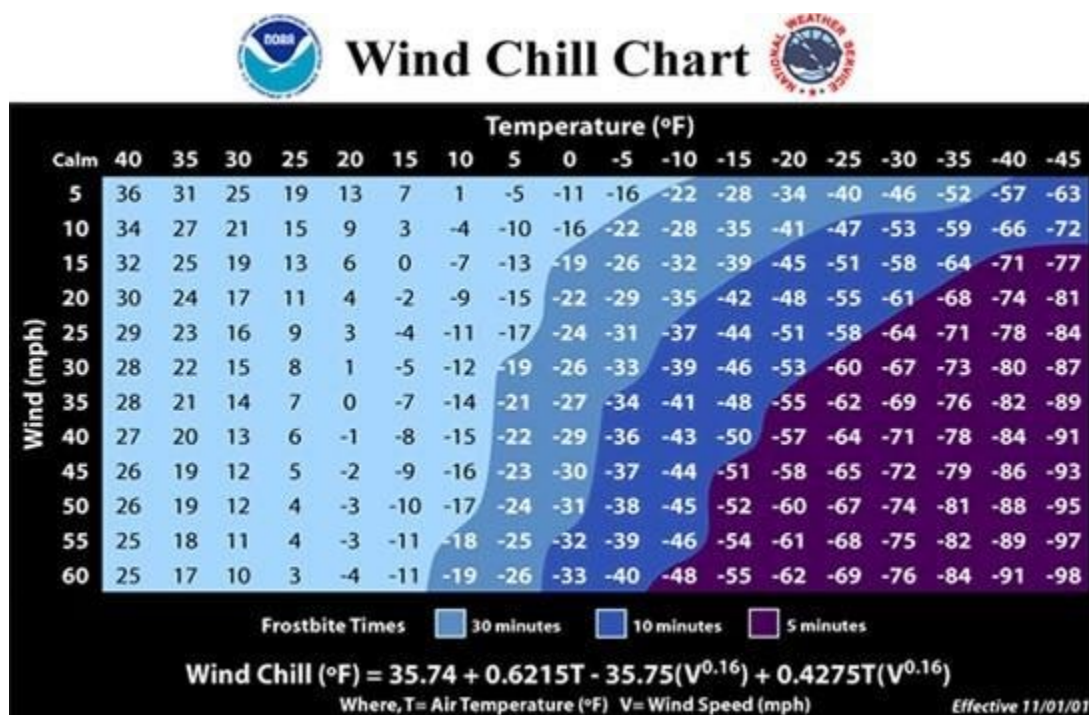 NOAA
Wind Chill Chart
NATIONAL WEATHER SERVICE
Temperature (ºF)
Calm 40 35 30 25 20 15 10 5 0 -5 -10 -15 -20 -25 -30 -35 -40 -45
5 36 31 25 19 13 7 1 -5 -11 -16 -22 -28 -34 -40 -46 -52 -57 -63
10 34 27 21 15 9 3 -4 -10 -16 -22 -28 -35 -41 -47 -53 -59 -66 -72
15 32 25 19 13 6 0 -7 -13 -19 -26 -32 -39 -45 -51 -58 -64 -71 -77
20 30 24 17 11 4 -2 -9 -15 -22 -29 -35 -42 -48 -55 -61 -68 -74 -81
25 29 23 16 9 3 -4 -11 -17 -24 -31 -37 -44 -51 -58 -64 -71 -78 -84
30 28 22 15 8 1 -5 -12 -19 -26 -33 -39 -46 -53 -60 -67 -73 -80 -87
35 28 21 14 7 0 -7 -14 -21 -27 -34 -41 -48 -55 -62 -69 -76 -82 -89
40 27 20 13 6 -1 -8 -15 -22 -29 -36 -43 -50 -57 -64 -71 -78 -84 -91
45 26 19 12 5 -2 -9 -16 -23 -30 -37 -44 -51 -58 -65 -72 -79 -86 -93
50 26 19 12 4 -3 -10 -17 -24 -31 -38 -45 -52 -60 -67 -74 -81 -88 -95
55 25 18 11 4 -3 -11 -18 -25 -32 -39 -46 -54 -61 -68 -75 -82 -89 -97
60 25 17 10 3 -4 -11 -19 -26 -33 -40 -48 -55 -62 -69 -76 -84 -91 -98
Wind (mph)
Frostbite Times 30 minutes 10 minutes 5 minutes
Wind Chill (ºF) = 35.74 + 0.6215T - 35.75(V^0.16) + 0.4275T(V^0.16)
Where, T= Air Temperature (ºF) V= Wind Speed (mph) Effective 11/01/01